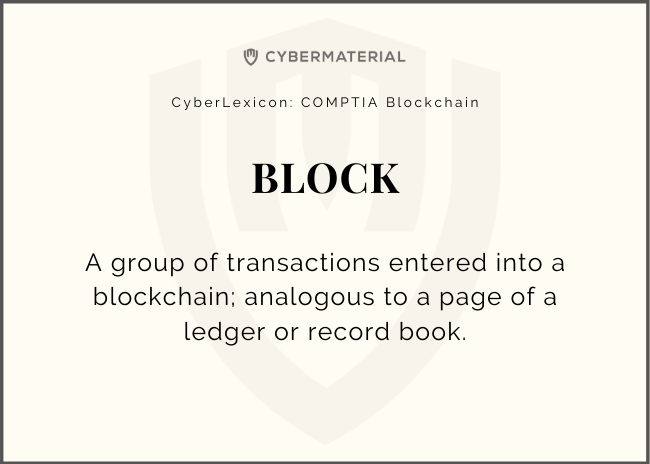 CYBERMATERIAL
CyberLexicon: COMPTIA Blockchain
BLOCK
A group of transactions entered into a
blockchain; analogous to a page of a
ledger or record book.